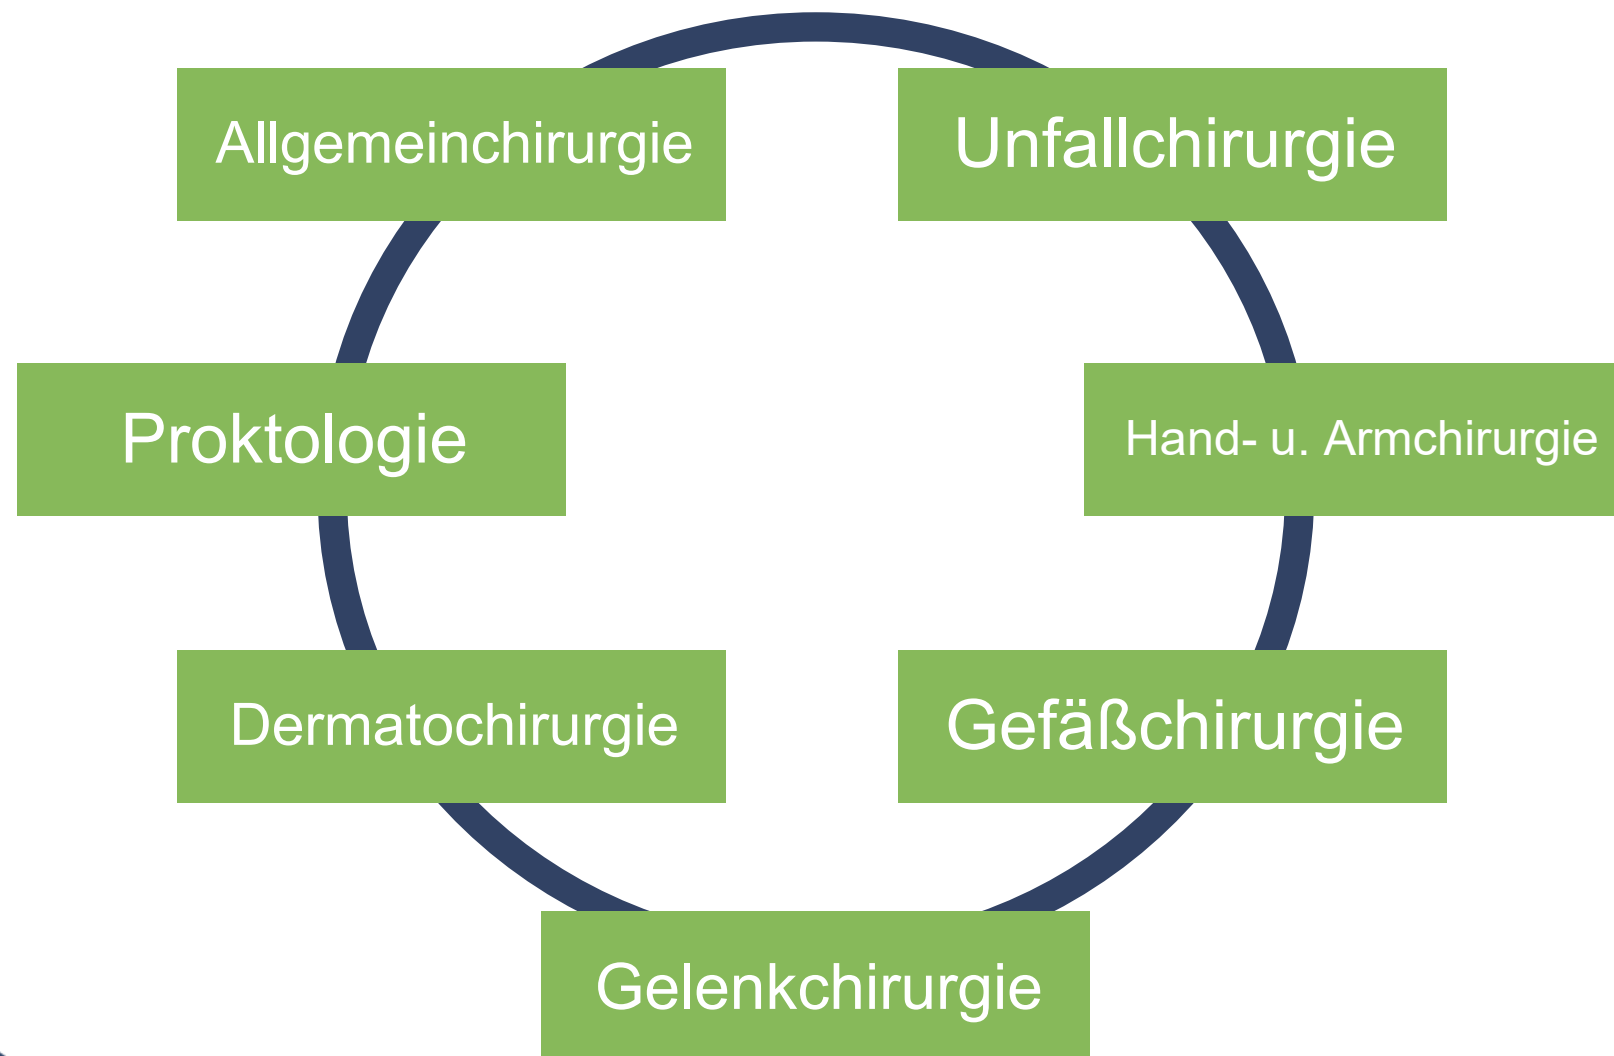 Allgemeinchirurgie
Unfallchirurgie
Proktologie
Hand- u. Armchirurgie
Dermatochirurgie
Gefäßchirurgie
Gelenkchirurgie